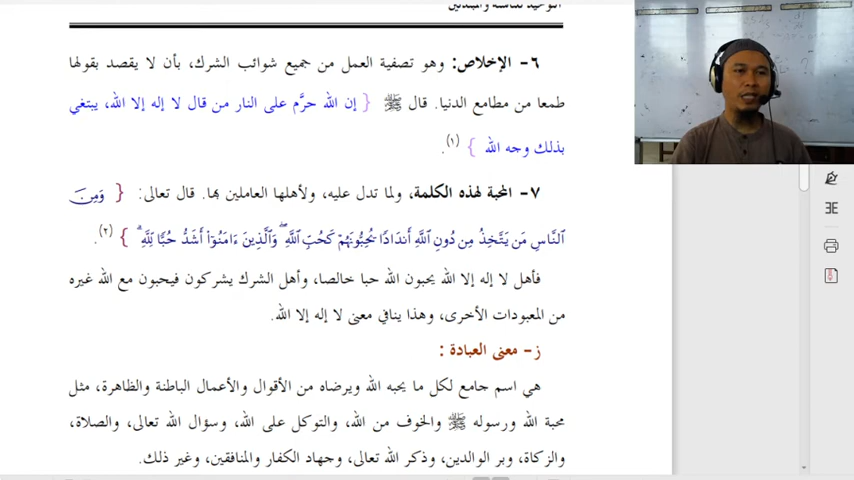 التوحيد للناشئة والمبتدئين
٦- الإخلاص: وهو تصفية العمل من جميع شوائب الشرك، بأن لا يقصد بقولها
طمعا من مطامع الدنيا. قال ﷺ { إن الله حرَّم على النار من قال لا إله إلا الله، يبتغي
بذلك وجه الله } (١).
٧- المحبة لهذه الكلمة، ولما تدل عليه، ولأهلها العاملين بها. قال تعالى: { وَمِنَ
ٱلنَّاسِ مَن يَتَّخِذُ مِن دُونِ ٱللَّهِ أَندَادٗا يُحِبُّونَهُمۡ كَحُبِّ ٱللَّهِۖ وَٱلَّذِينَ ءَامَنُوٓاْ أَشَدُّ حُبّٗا لِّلَّهِۗ } (٢).
فأهل لا إله إلا الله يحبون الله حبا خالصا، وأهل الشرك يشركون فيحبون مع الله غيره
من المعبودات الأخرى، وهذا ينافي معنى لا إله إلا الله.
ز- معنى العبادة :
هي اسم جامع لكل ما يحبه الله ويرضاه من الأقوال والأعمال الباطنة والظاهرة، مثل
محبة الله ورسوله ﷺ والخوف من الله، والتوكل على الله، وسؤال الله تعالى، والصلاة،
والزكاة، وبر الوالدين، وذكر الله تعالى، وجهاد الكفار والمنافقين، وغير ذلك.